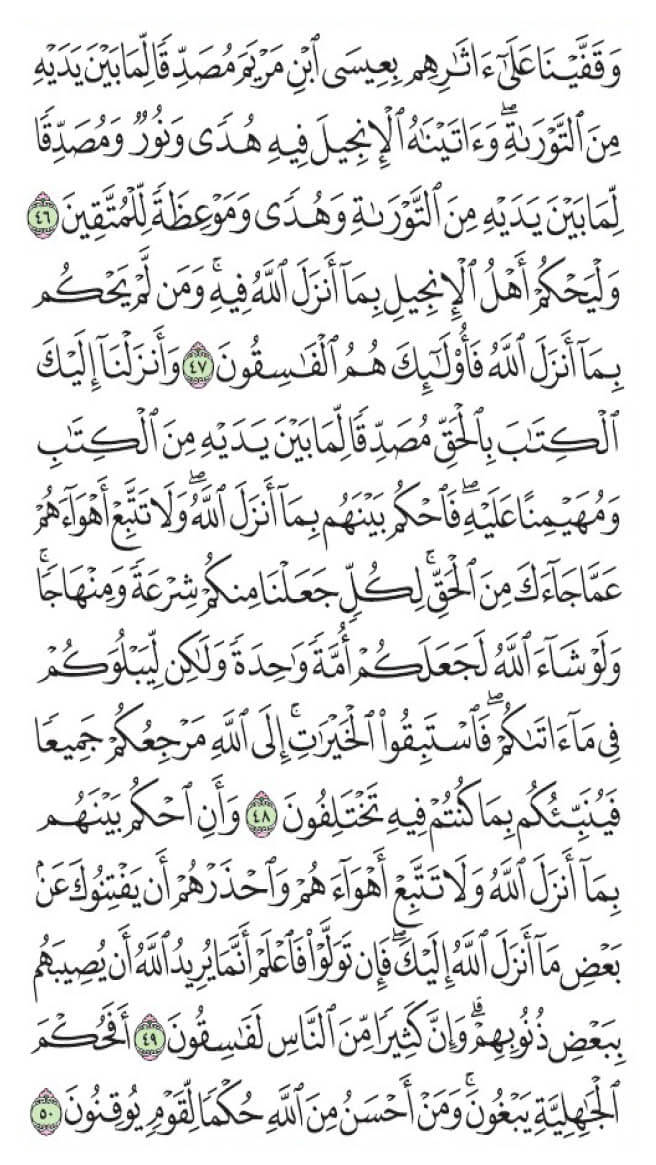 وَقَفَّيْنَا عَلَىٰٓ ءَاثَٰرِهِم بِعِيسَى ٱبْنِ مَرْيَمَ مُصَدِّقًا لِّمَا بَيْنَ يَدَيْهِ
مِنَ ٱلتَّوْرَىٰةِۖ وَءَاتَيْنَٰهُ ٱلْإِنجِيلَ فِيهِ هُدًى وَنُورٌ وَمُصَدِّقًا
لِّمَا بَيْنَ يَدَيْهِ مِنَ ٱلتَّوْرَىٰةِ وَهُدًى وَمَوْعِظَةً لِّلْمُتَّقِينَ ٤٦
وَلْيَحْكُمْ أَهْلُ ٱلْإِنجِيلِ بِمَآ أَنزَلَ ٱللَّهُ فِيهِۚ وَمَن لَّمْ يَحْكُم
بِمَآ أَنزَلَ ٱللَّهُ فَأُو۟لَٰٓئِكَ هُمُ ٱلْفَٰسِقُونَ ٤٧ وَأَنزَلْنَآ إِلَيْكَ
ٱلْكِتَٰبَ بِٱلْحَقِّ مُصَدِّقًا لِّمَا بَيْنَ يَدَيْهِ مِنَ ٱلْكِتَٰبِ
وَمُهَيْمِنًا عَلَيْهِۖ فَٱحْكُم بَيْنَهُم بِمَآ أَنزَلَ ٱللَّهُۖ وَلَا تَتَّبِعْ أَهْوَآءَهُمْ
عَمَّا جَآءَكَ مِنَ ٱلْحَقِّۚ لِكُلٍّ جَعَلْنَا مِنكُمْ شِرْعَةً وَمِنْهَاجًاۚ
وَلَوْ شَآءَ ٱللَّهُ لَجَعَلَكُمْ أُمَّةً وَٰحِدَةً وَلَٰكِن لِّيَبْلُوَكُمْ
فِى مَآ ءَاتَىٰكُمْۖ فَٱسْتَبِقُوا۟ ٱلْخَيْرَٰتِۚ إِلَى ٱللَّهِ مَرْجِعُكُمْ جَمِيعًا
فَيُنَبِّئُكُم بِمَا كُنتُمْ فِيهِ تَخْتَلِفُونَ ٤٨ وَأَنِ ٱحْكُم بَيْنَهُم
بِمَآ أَنزَلَ ٱللَّهُ وَلَا تَتَّبِعْ أَهْوَآءَهُمْ وَٱحْذَرْهُمْ أَن يَفْتِنُوكَ عَنۢ
بَعْضِ مَآ أَنزَلَ ٱللَّهُ إِلَيْكَۖ فَإِن تَوَلَّوْا۟ فَٱعْلَمْ أَنَّمَا يُرِيدُ ٱللَّهُ أَن يُصِيبَهُم
بِبَعْضِ ذُنُوبِهِمْۗ وَإِنَّ كَثِيرًا مِّنَ ٱلنَّاسِ لَفَٰسِقُونَ ٤٩ أَفَحُكْمَ
ٱلْجَٰهِلِيَّةِ يَبْغُونَۚ وَمَنْ أَحْسَنُ مِنَ ٱللَّهِ حُكْمًا لِّقَوْمٍ يُوقِنُونَ ٥٠